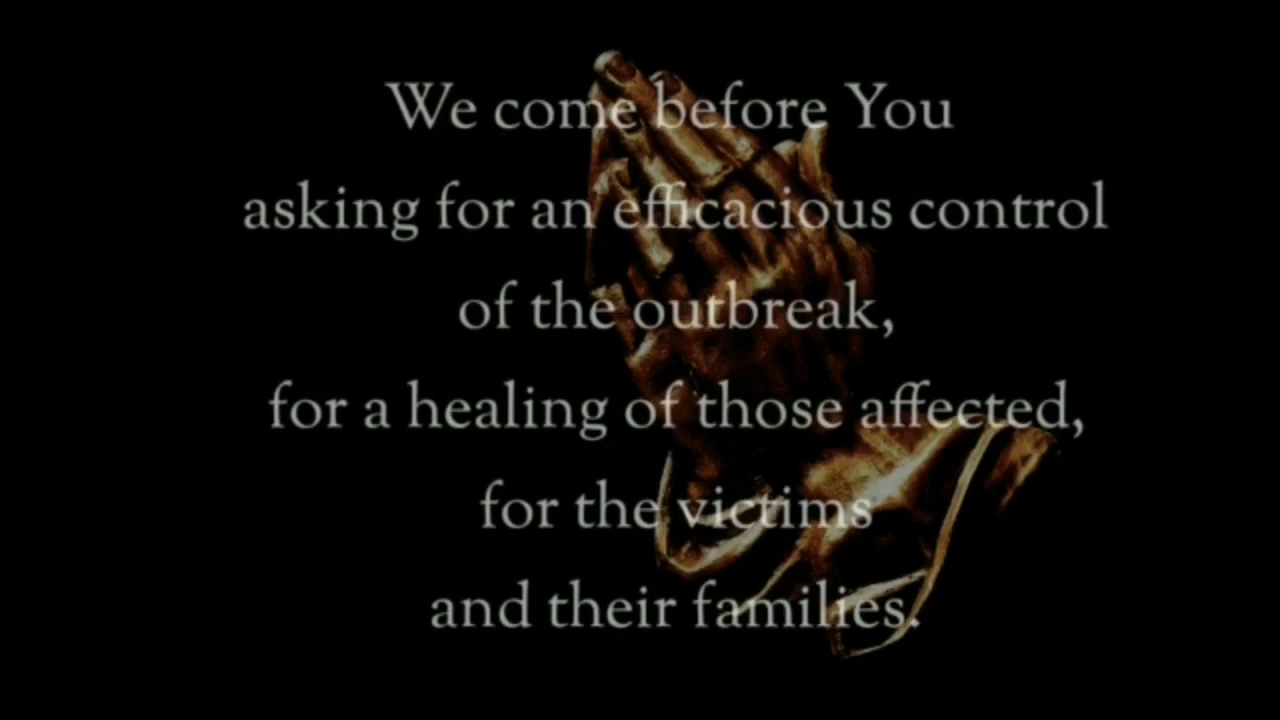 We come before You
asking for an efficacious control
of the outbreak,
for a healing of those affected,
for the victims
and their families.